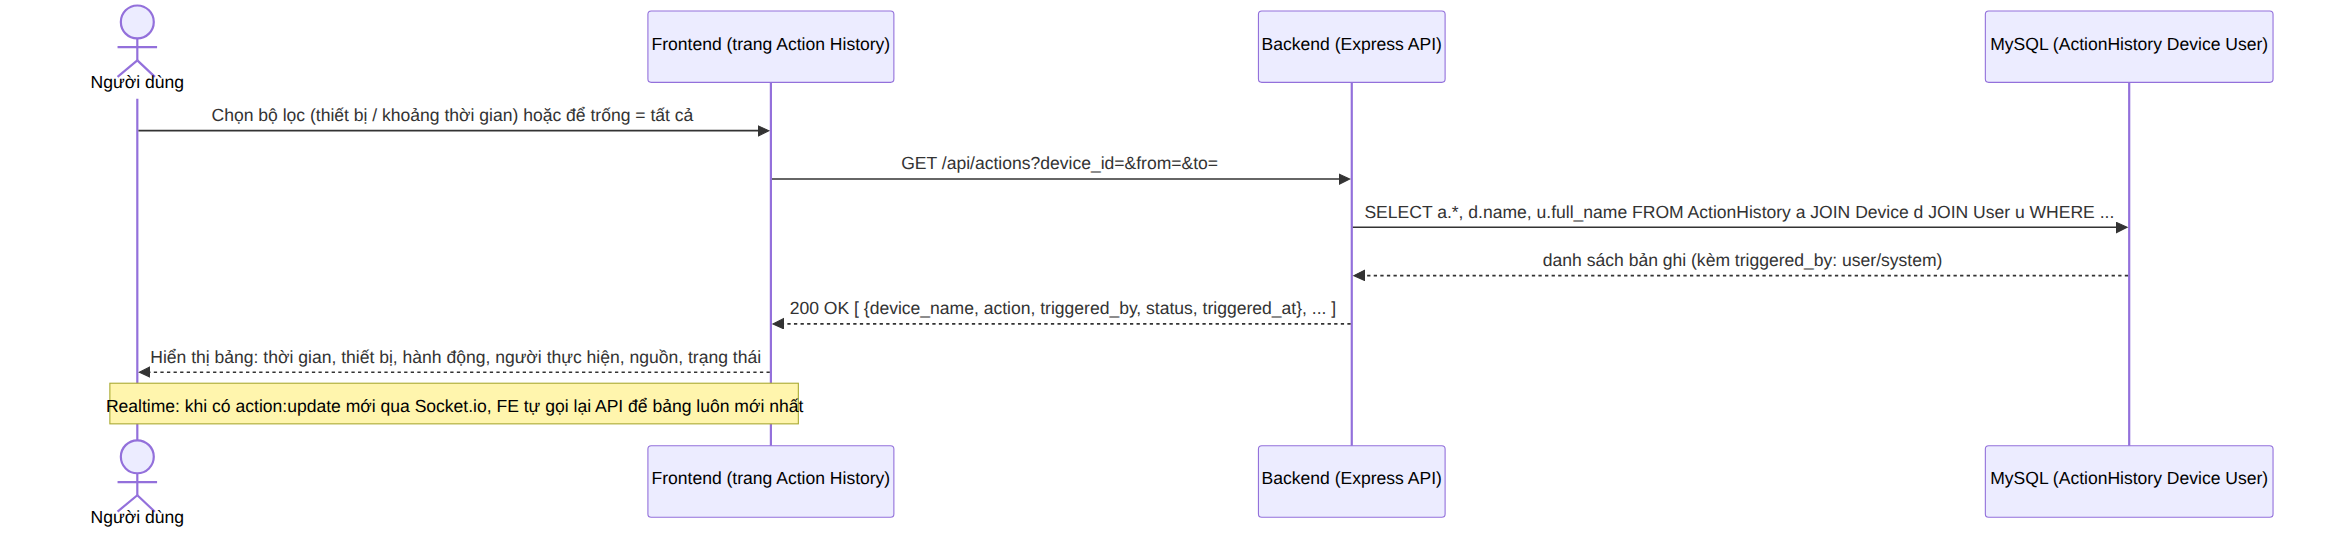 Người dùng
Frontend (trang Action History)
Backend (Express API)
MySQL (ActionHistory Device User)
Chọn bộ lọc (thiết bị / khoảng thời gian) hoặc để trống = tất cả
GET /api/actions?device_id=&from=&to=
SELECT a.*, d.name, u.full_name FROM ActionHistory a JOIN Device d JOIN User u WHERE ...
danh sách bản ghi (kèm triggered_by: user/system)
200 OK [ {device_name, action, triggered_by, status, triggered_at}, ... ]
Hiển thị bảng: thời gian, thiết bị, hành động, người thực hiện, nguồn, trạng thái
Realtime: khi có action:update mới qua Socket.io, FE tự gọi lại API để bảng luôn mới nhất
Người dùng
Frontend (trang Action History)
Backend (Express API)
MySQL (ActionHistory Device User)